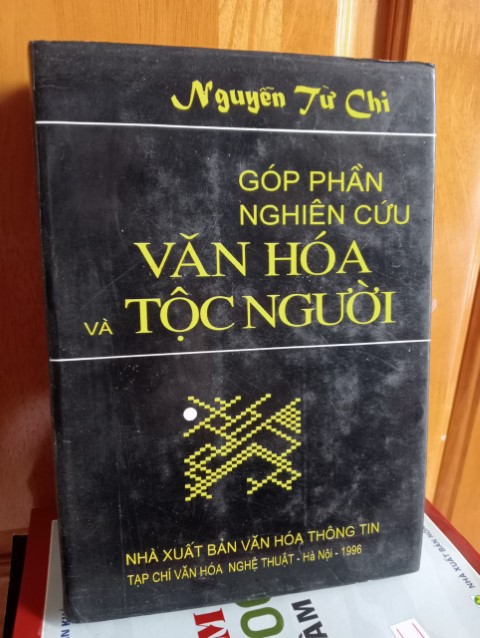 Nguyễn Từ Chi
GÓP PHẦN
NGHIÊN CỨU
VĂN HÓA
VÀ TỘC NGƯỜI
NHÀ XUẤT BẢN VĂN HÓA THÔNG TIN
TẠP CHÍ VĂN HÓA NGHỆ THUẬT - Hà Nội - 1996